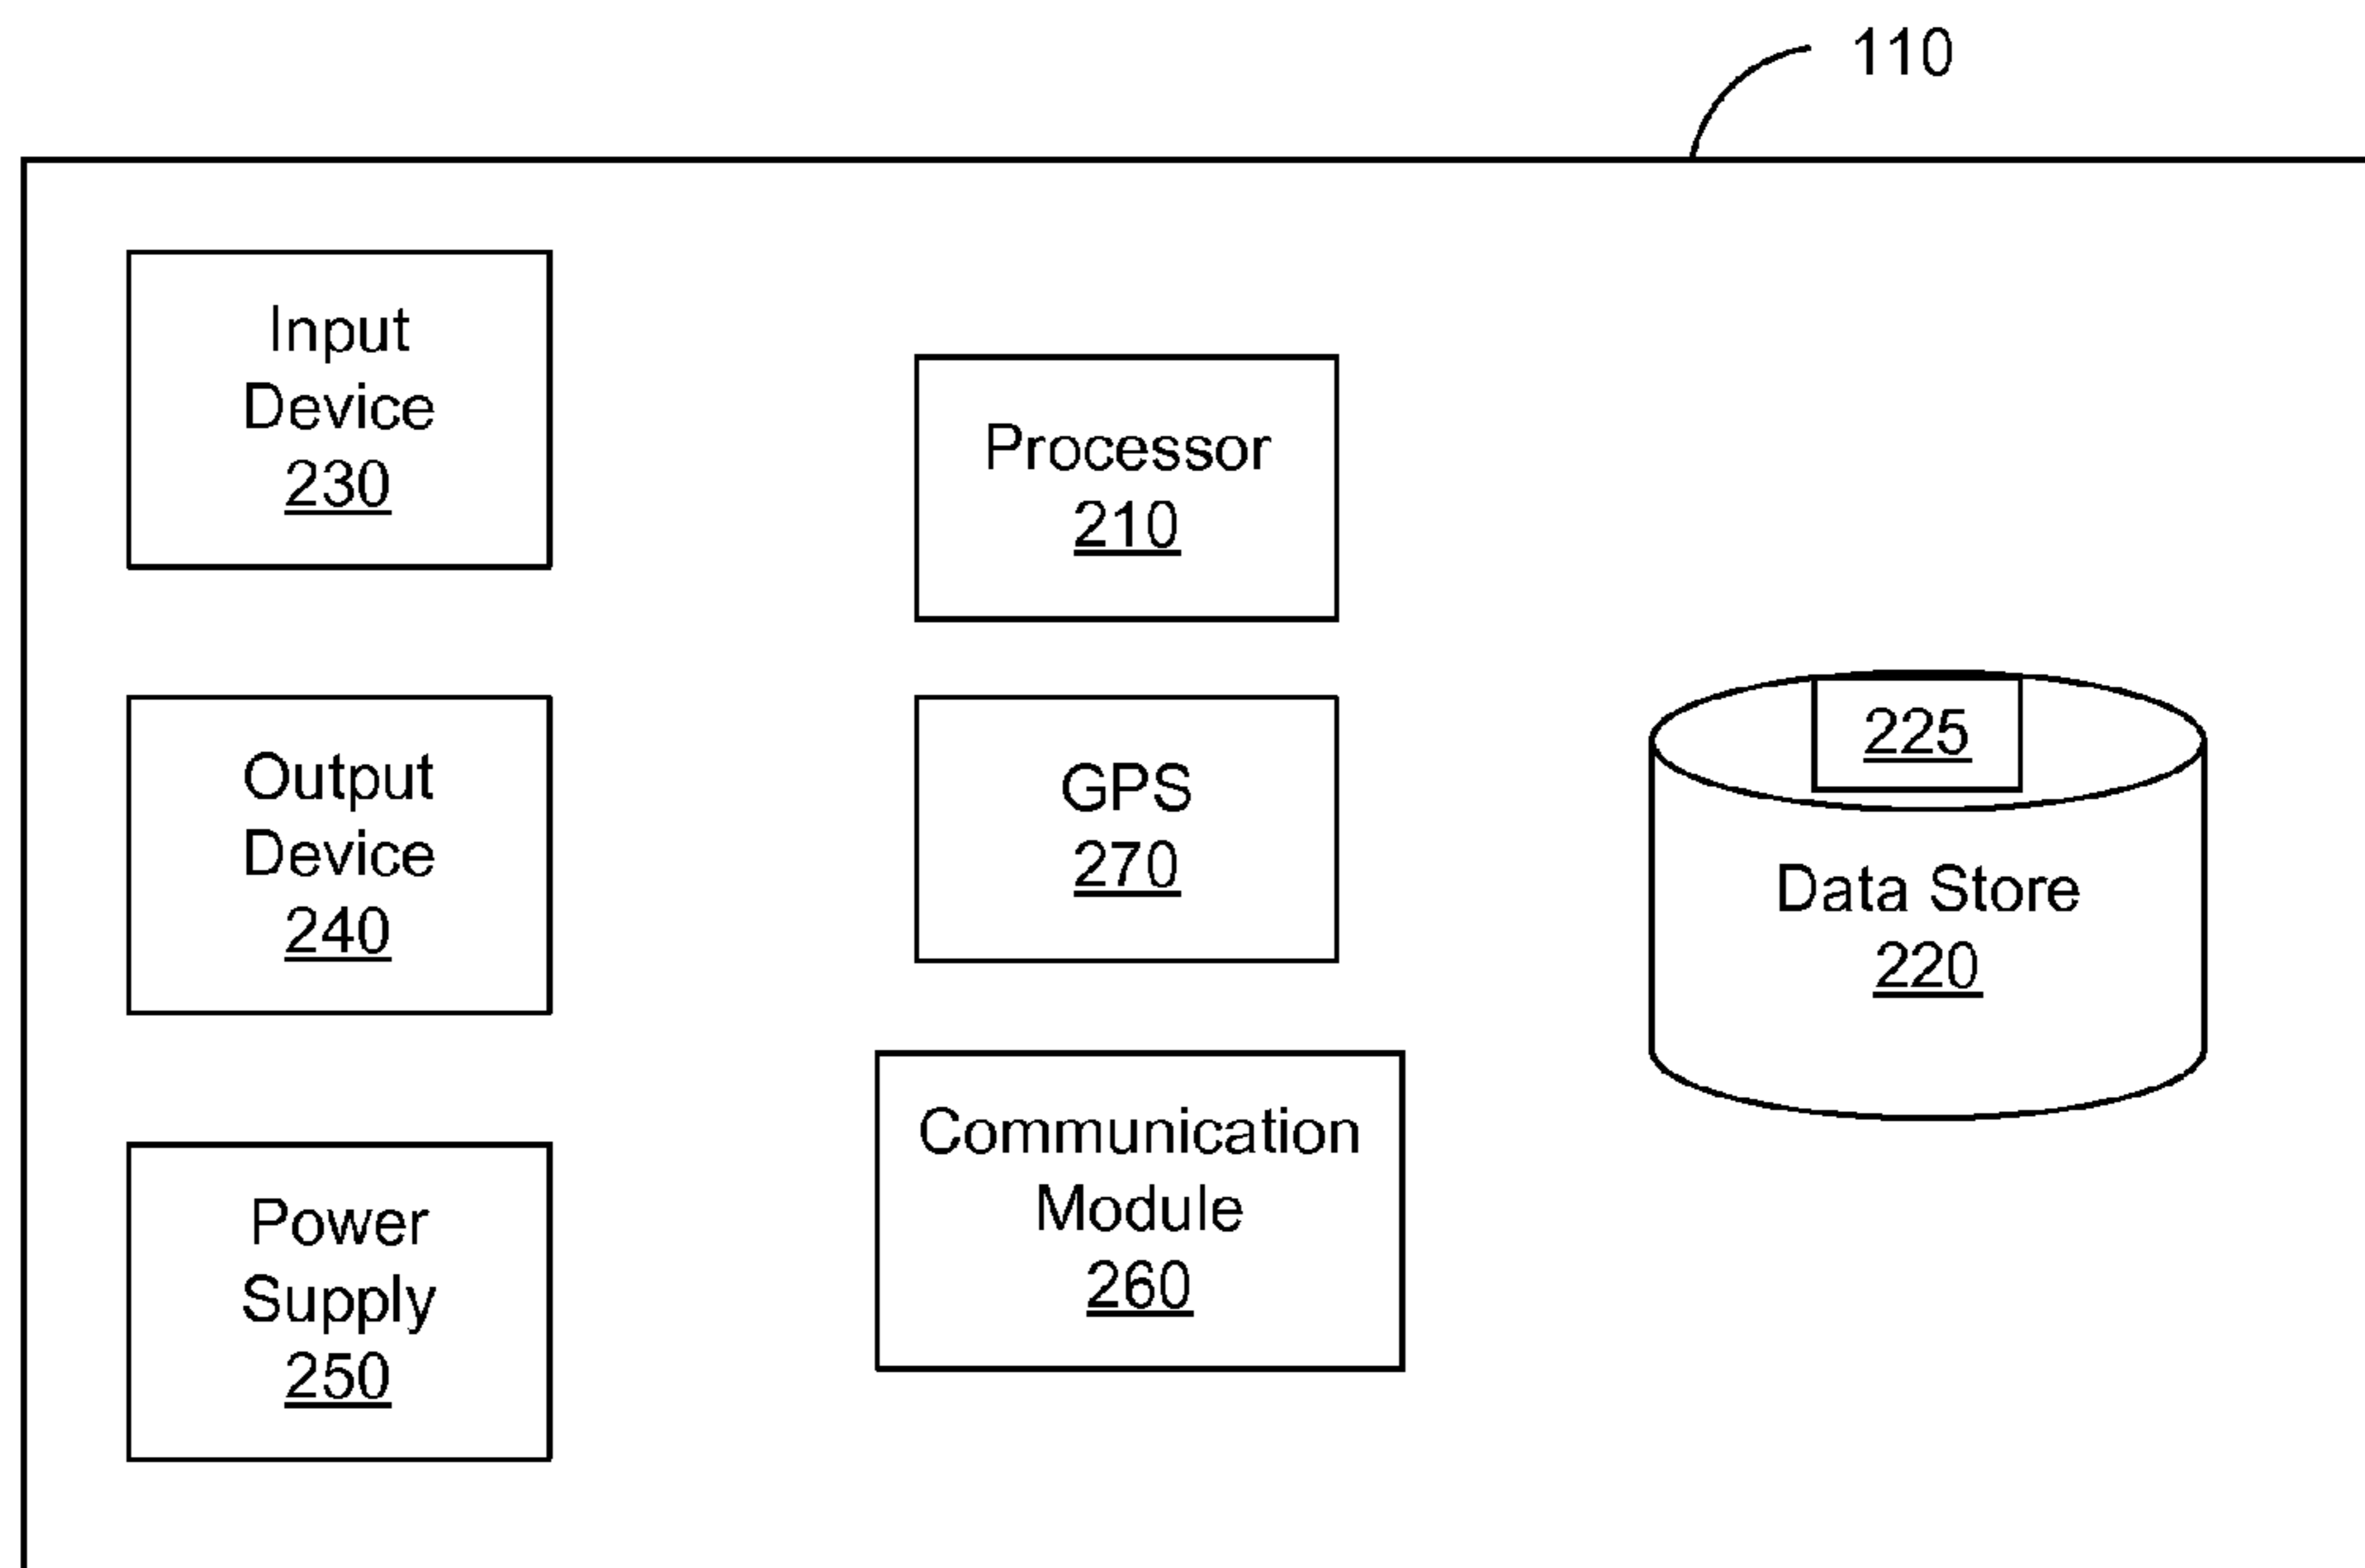 110
Input
Device
230
Processor
210
Output
Device
240
GPS
270
225
Data Store
220
Power
Supply
250
Communication
Module
260